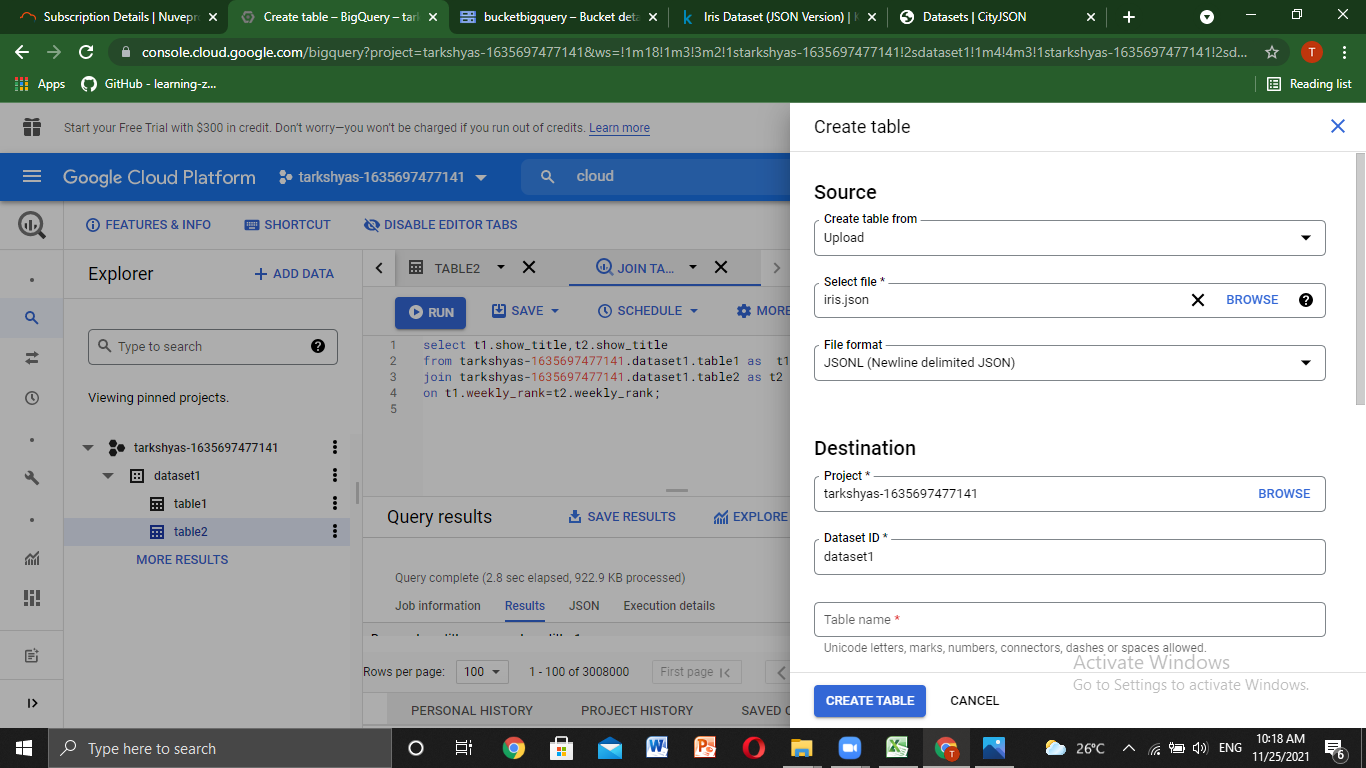 Subscription Details | Nuvepr
Create table – BigQuery – tark
bucketbigquery – Bucket deta
Iris Dataset (JSON Version) | K
Datasets | CityJSON
console.cloud.google.com/bigquery?project=tarkshyas-1635697477141&ws=!1m18!1m3!3m2!1starkshyas-1635697477141!2sdataset1!1m4!4m3!1starkshyas-1635697477141!2sd...
T
Apps
GitHub - learning-z...
Reading list
Start your Free Trial with $300 in credit. Don't worry—you won't be charged if you run out of credits. Learn more
Google Cloud Platform
tarkshyas-1635697477141
cloud
FEATURES & INFO
SHORTCUT
DISABLE EDITOR TABS
Explorer
+ ADD DATA
Type to search
Viewing pinned projects.
tarkshyas-1635697477141
dataset1
table1
table2
MORE RESULTS
TABLE2
JOIN TA...
RUN
SAVE
SCHEDULE
MORE
1 select t1.show_title,t2.show_title
2 from tarkshyas-1635697477141.dataset1.table1 as t1
3 join tarkshyas-1635697477141.dataset1.table2 as t2
4 on t1.weekly_rank=t2.weekly_rank;
5
Query results
SAVE RESULTS
EXPLORE
Query complete (2.8 sec elapsed, 922.9 KB processed)
Job information
Results
JSON
Execution details
Rows per page:
100
1 - 100 of 3008000
First page
PERSONAL HISTORY
PROJECT HISTORY
SAVED
Create table
Source
Create table from
Upload
Select file *
iris.json
BROWSE
File format
JSONL (Newline delimited JSON)
Destination
Project *
tarkshyas-1635697477141
BROWSE
Dataset ID *
dataset1
Table name *
Unicode letters, marks, numbers, connectors, dashes or spaces allowed.
Activate Windows
Go to Settings to activate Windows.
CREATE TABLE
CANCEL
Type here to search
T
26°C
ENG
10:18 AM
11/25/2021
6